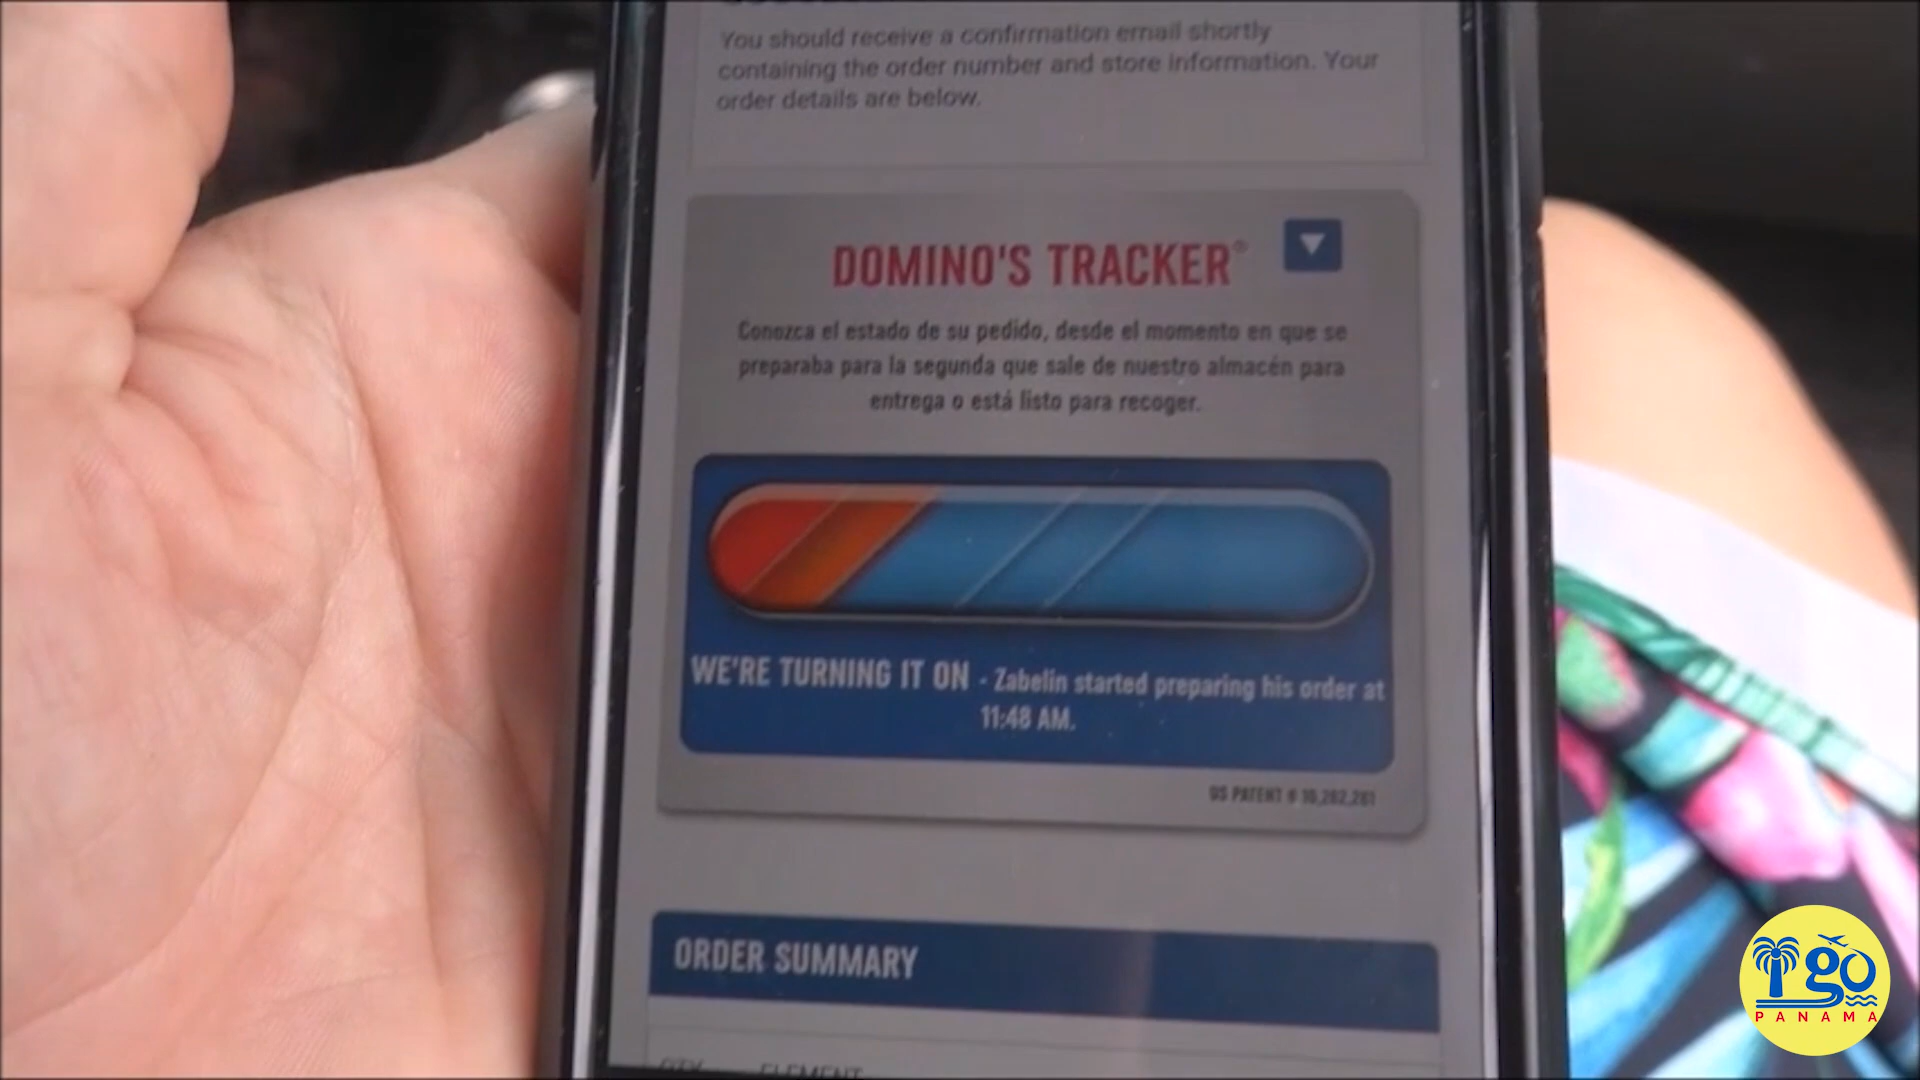 You should receive a confirmation email shortly
containing the order number and store information. Your
order details are below.
DOMINO'S TRACKER®
Conozca el estado de su pedido, desde el momento en que se
preparaba para la segunda que sale de nuestro almacén para
entrega o está listo para recoger.
WE'RE TURNING IT ON - Zabelin started preparing his order at
11:48 AM.
US PATENT # 10,262,281
ORDER SUMMARY
QTY ELEMENT
I go
PANAMA